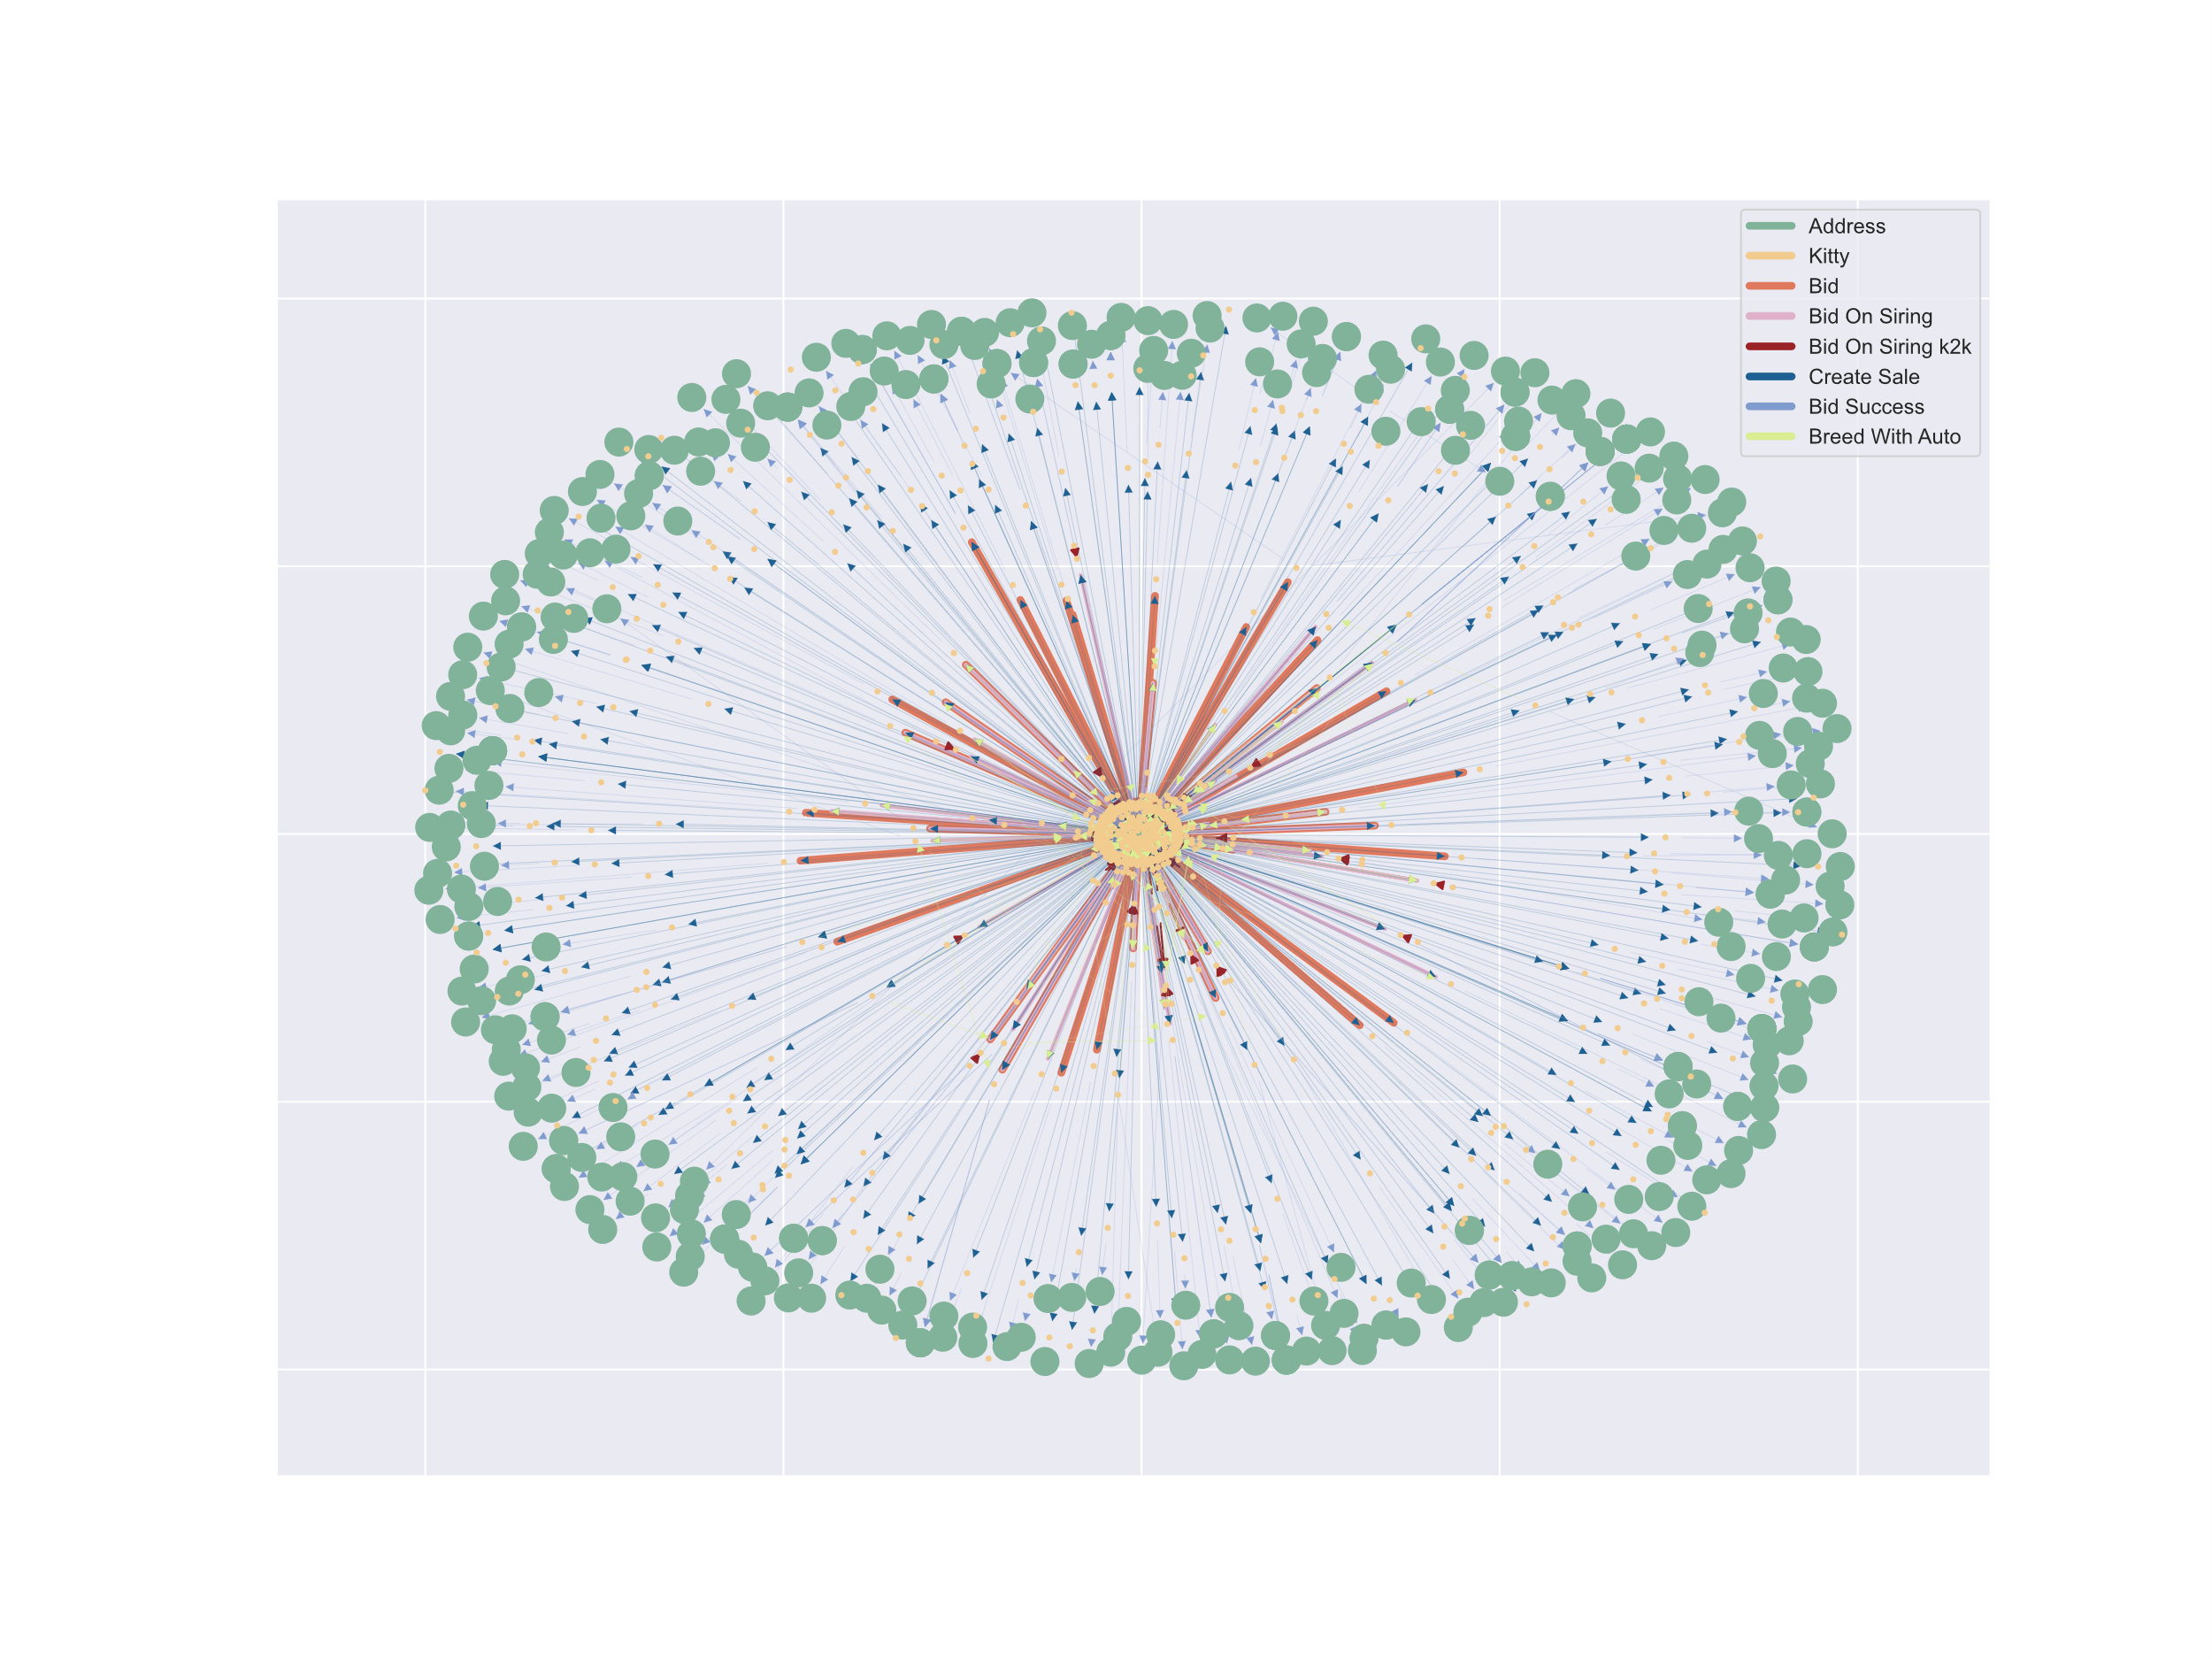 Address
Kitty
Bid
Bid On Siring
Bid On Siring k2k
Create Sale
Bid Success
Breed With Auto